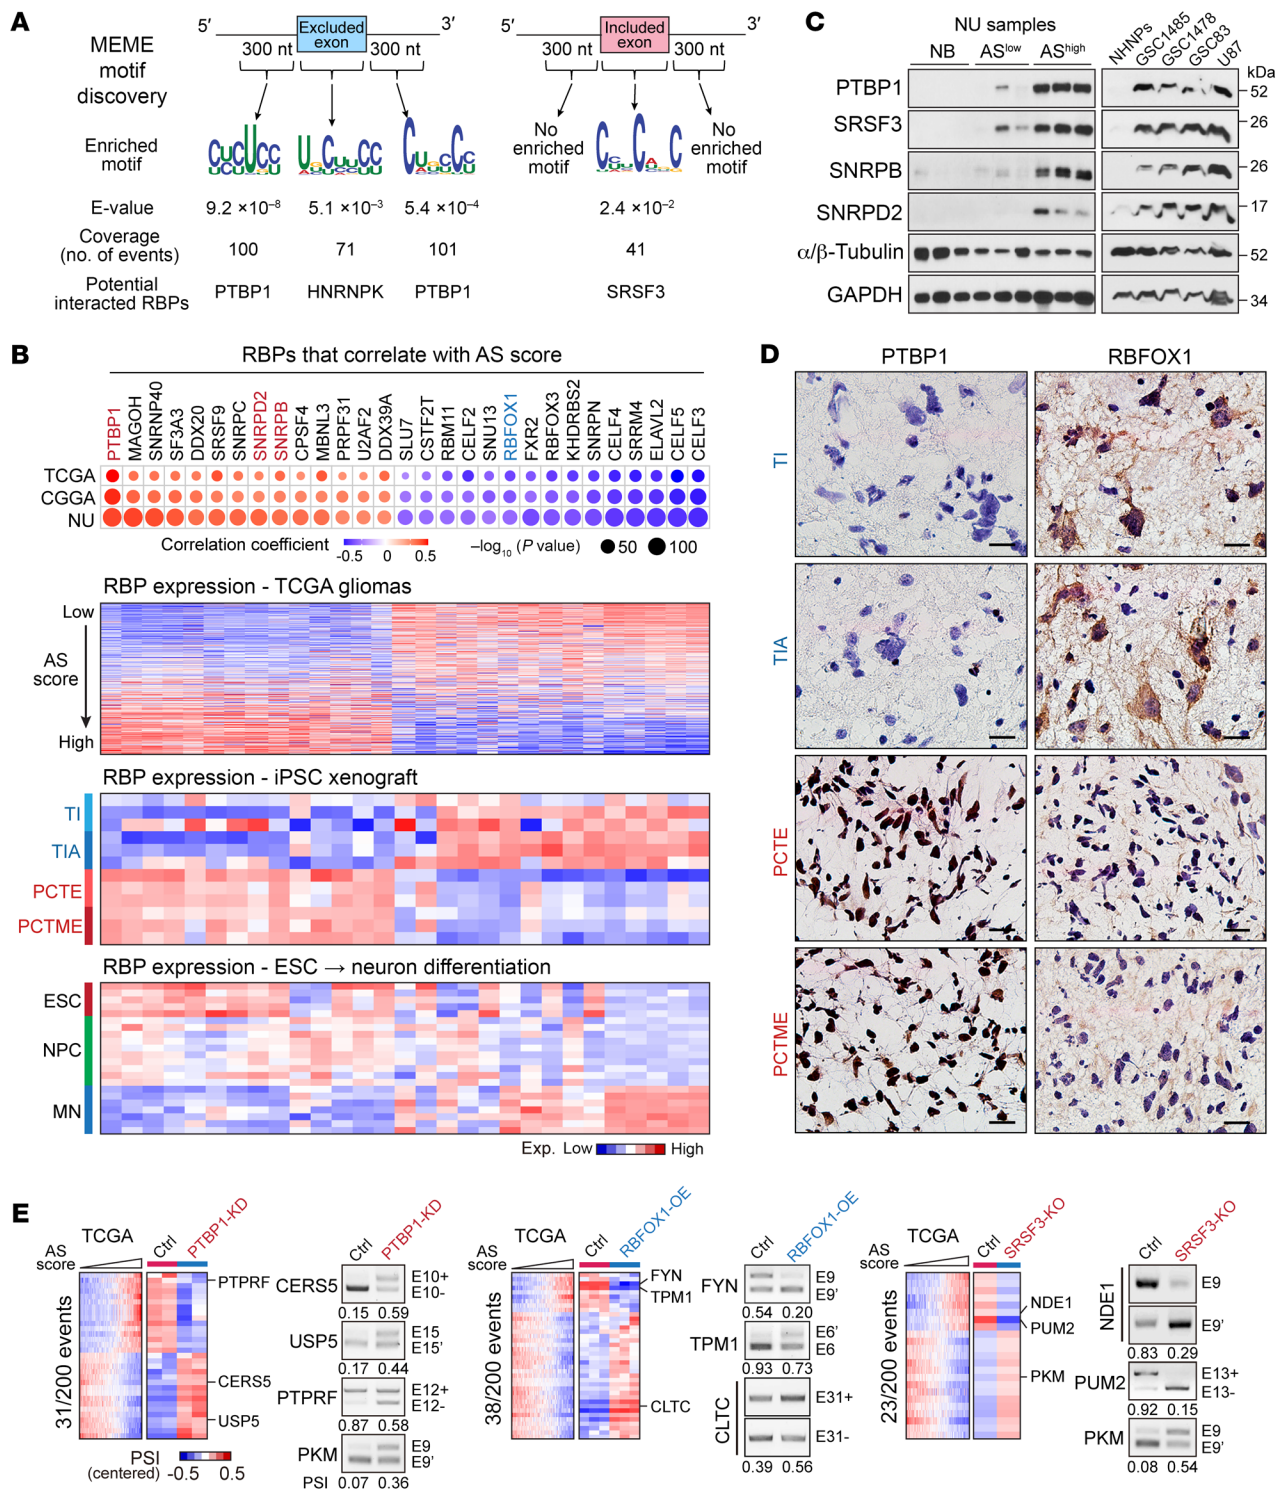 A
MEME
motif
discovery
5′
Excluded
exon
3′
300 nt
300 nt
5′
Included
exon
3′
300 nt
300 nt
Enriched
motif
No
enriched
motif
No
enriched
motif
E-value
9.2 ×10–8
5.1 ×10–3
5.4 ×10–4
2.4 ×10–2
Coverage
(no. of events)
100
71
101
41
Potential
interacted RBPs
PTBP1
HNRNPK
PTBP1
SRSF3
C
NU samples
NB
ASlow
AShigh
NHNPs
GSC1485
GSC1478
GSC83
U87
kDa
PTBP1
52
SRSF3
26
SNRPB
26
SNRPD2
17
α/β-Tubulin
52
GAPDH
34
B
RBPs that correlate with AS score
PTBP1
MAGOH
SNRNP40
SF3A3
DDX20
SRSF9
SNRPC
SNRPD2
SNRPB
CPSF4
MBNL3
PRPF31
U2AF2
DDX39A
SLU7
CSTF2T
RBM11
CELF2
SNU13
RBFOX1
FXR2
RBFOX3
KHDRBS2
SNRPN
CELF4
SRRM4
ELAVL2
CELF5
CELF3
TCGA
CGGA
NU
Correlation coefficient
-0.5 0 0.5
–log10 (P value)
50
100
RBP expression - TCGA gliomas
Low
AS
score
High
RBP expression - iPSC xenograft
TI
TIA
PCTE
PCTME
RBP expression - ESC → neuron differentiation
ESC
NPC
MN
Exp. Low
High
D
PTBP1
RBFOX1
TI
TIA
PCTE
PCTME
E
TCGA
AS
score
Ctrl
PTBP1-KD
31/200 events
PTPRF
CERS5
USP5
PSI
(centered)
-0.5
0.5
Ctrl
PTBP1-KD
CERS5
E10+
E10-
0.15 0.59
USP5
E15
E15'
0.17 0.44
PTPRF
E12+
E12-
0.87 0.58
PKM
E9
E9'
PSI 0.07 0.36
TCGA
AS
score
Ctrl
RBFOX1-OE
38/200 events
FYN
TPM1
CLTC
Ctrl
RBFOX1-OE
FYN
E9
E9'
0.54 0.20
TPM1
E6'
E6
0.93 0.73
CLTC
E31+
E31-
0.39 0.56
TCGA
AS
score
Ctrl
SRSF3-KO
23/200 events
NDE1
PUM2
PKM
Ctrl
SRSF3-KO
NDE1
E9
E9'
0.83 0.29
PUM2
E13+
E13-
0.92 0.15
PKM
E9
E9'
0.08 0.54